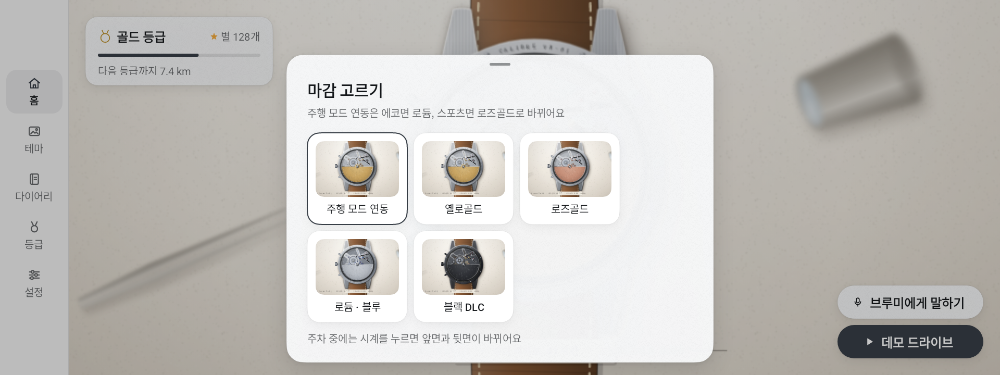 골드 등급
★ 별 128개
다음 등급까지 7.4 km
홈
테마
다이어리
등급
설정
마감 고르기
주행 모드 연동은 에코면 로듐, 스포츠면 로즈골드로 바뀌어요
주행 모드 연동
옐로골드
로즈골드
로듐 · 블루
블랙 DLC
주차 중에는 시계를 누르면 앞면과 뒷면이 바뀌어요
브루미에게 말하기
데모 드라이브